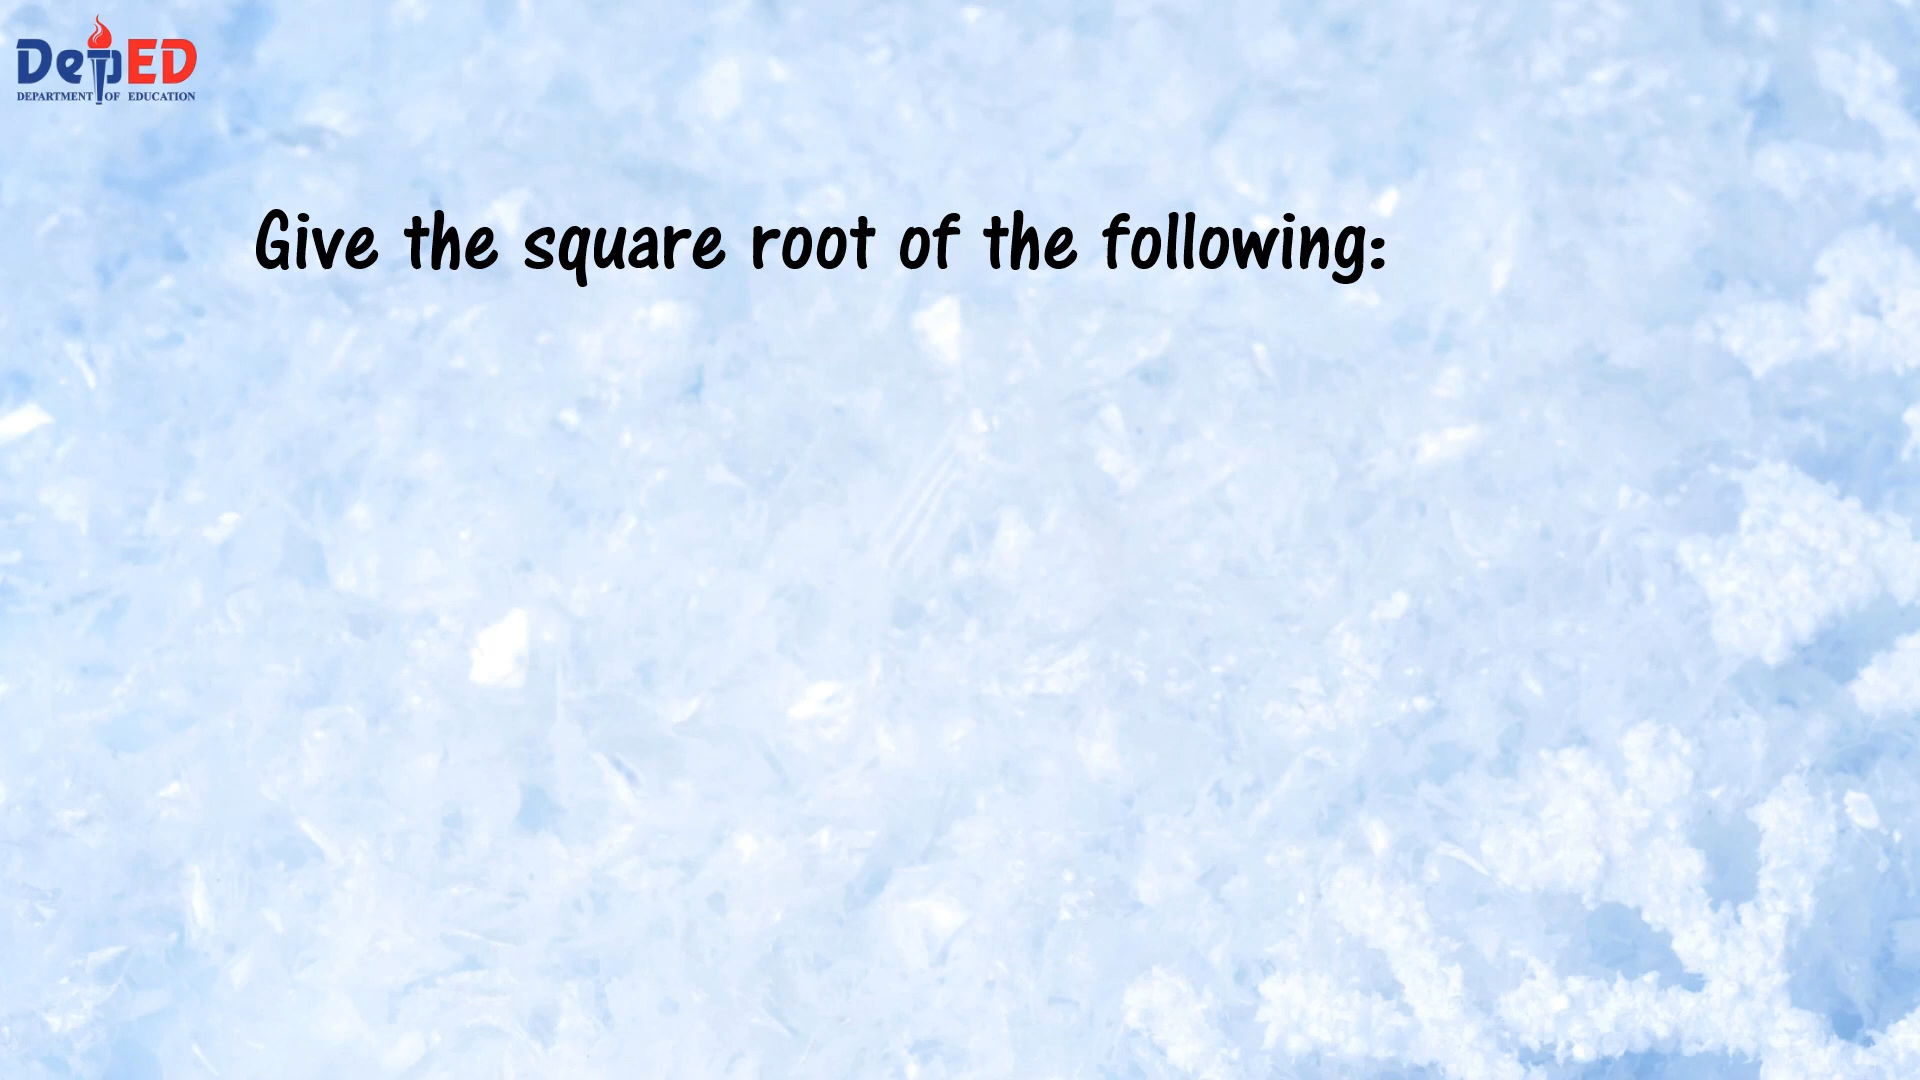 DepED
DEPARTMENT OF EDUCATION
Give the square root of the following: